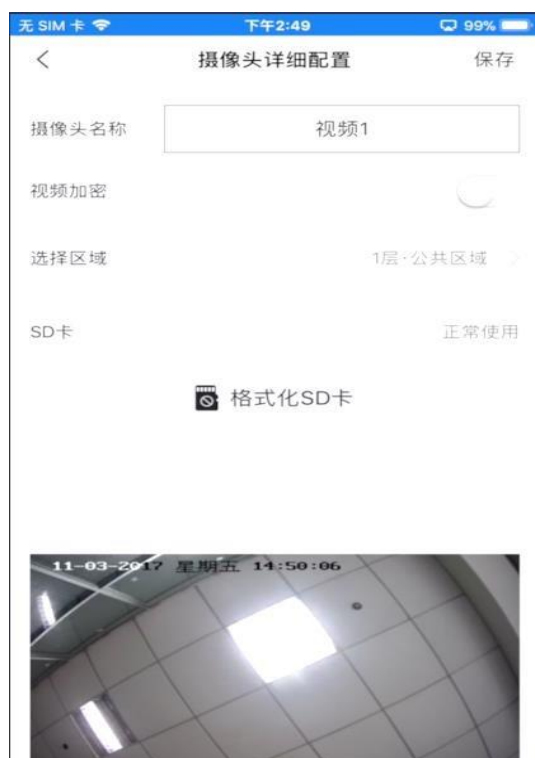 无 SIM 卡 下午2:49 99%
摄像头详细配置 保存
摄像头名称 视频1
视频加密
选择区域 1层·公共区域
SD卡 正常使用
格式化SD卡
11-03-2017 星期五 14:50:06